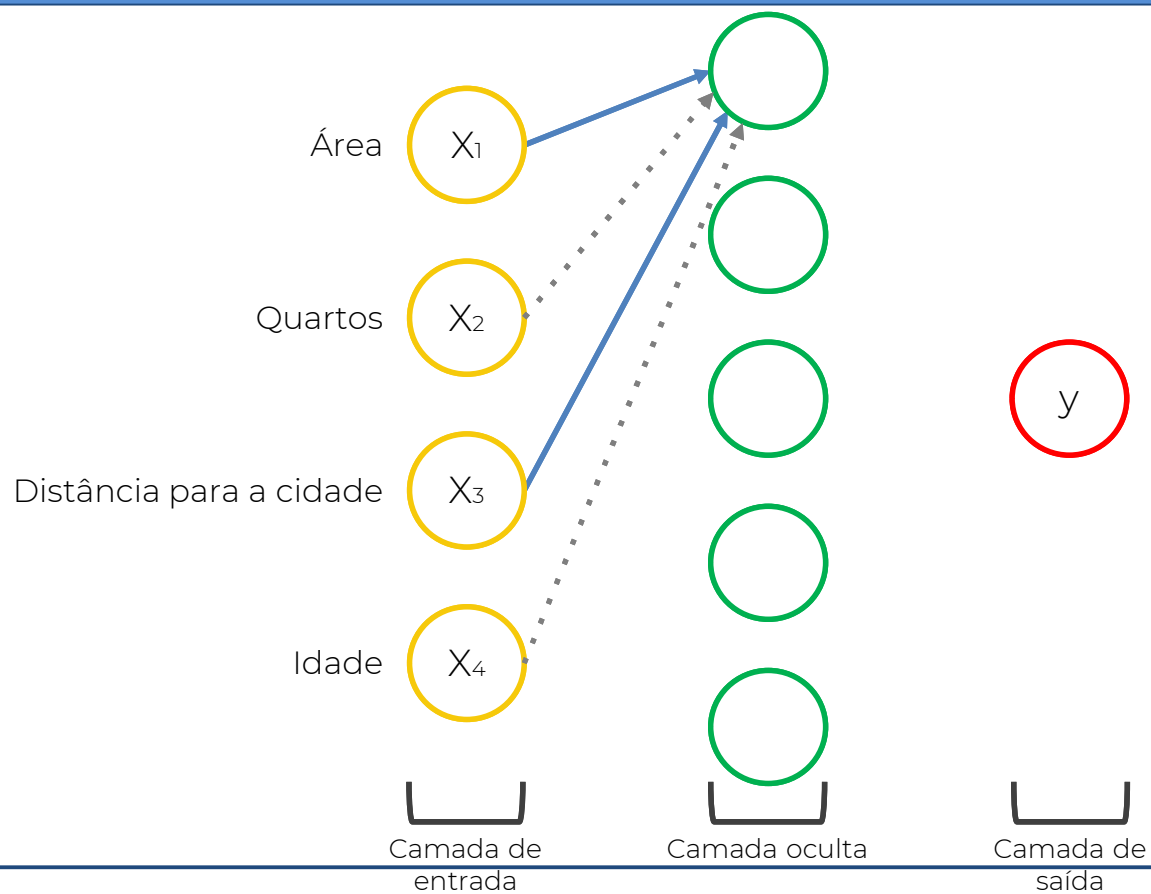 Área
X₁
Quartos
X₂
Distância para a cidade
X₃
Idade
X₄
y
Camada de
entrada
Camada oculta
Camada de
saída